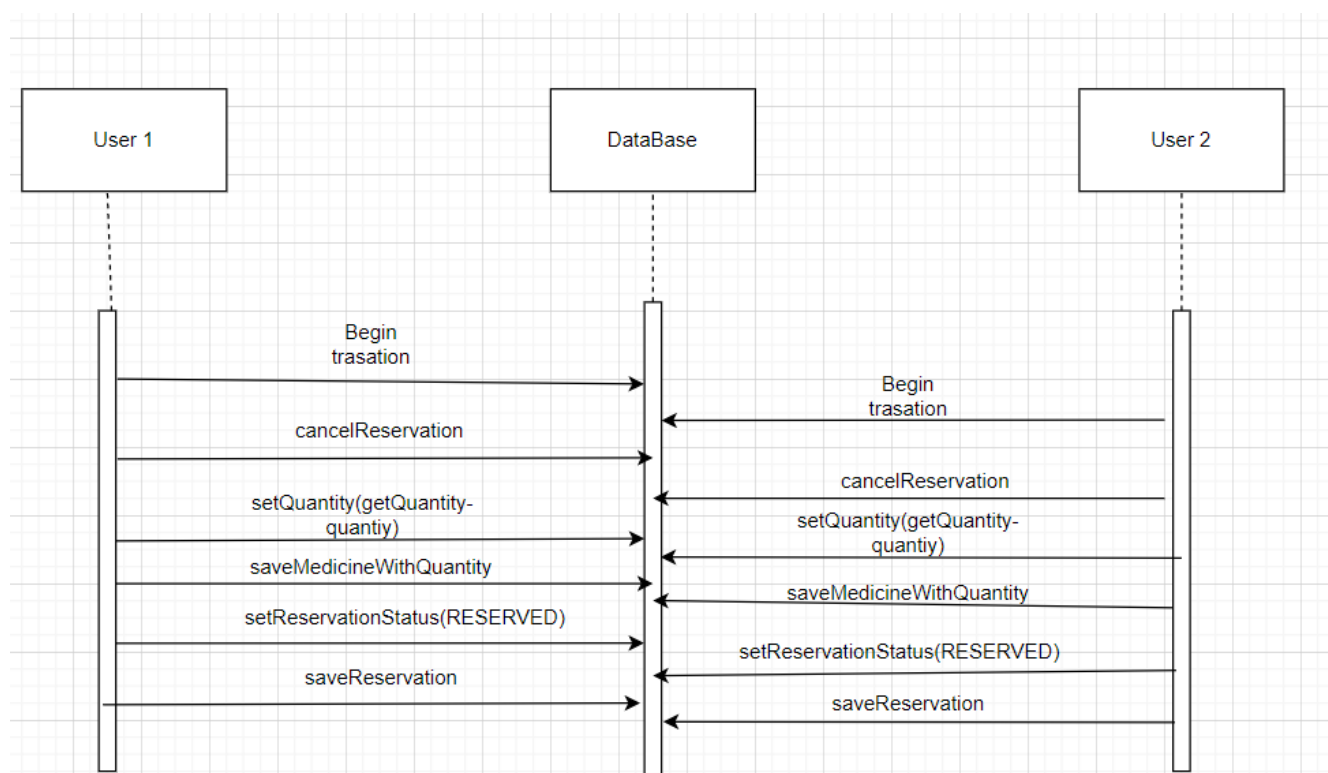 User 1
DataBase
User 2
Begin
trasation
Begin
trasation
cancelReservation
cancelReservation
setQuantity(getQuantity-
quantiy)
setQuantity(getQuantity-
quantiy)
saveMedicineWithQuantity
saveMedicineWithQuantity
setReservationStatus(RESERVED)
setReservationStatus(RESERVED)
saveReservation
saveReservation